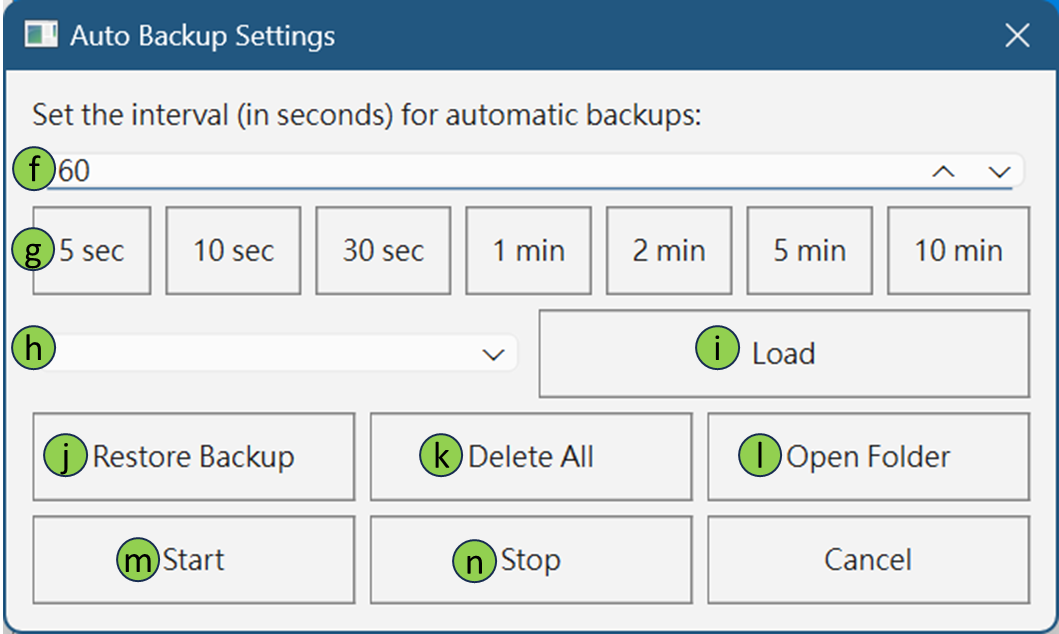 Auto Backup Settings
Set the interval (in seconds) for automatic backups:
f 60
g 5 sec 10 sec 30 sec 1 min 2 min 5 min 10 min
h i Load
j Restore Backup k Delete All l Open Folder
m Start n Stop Cancel